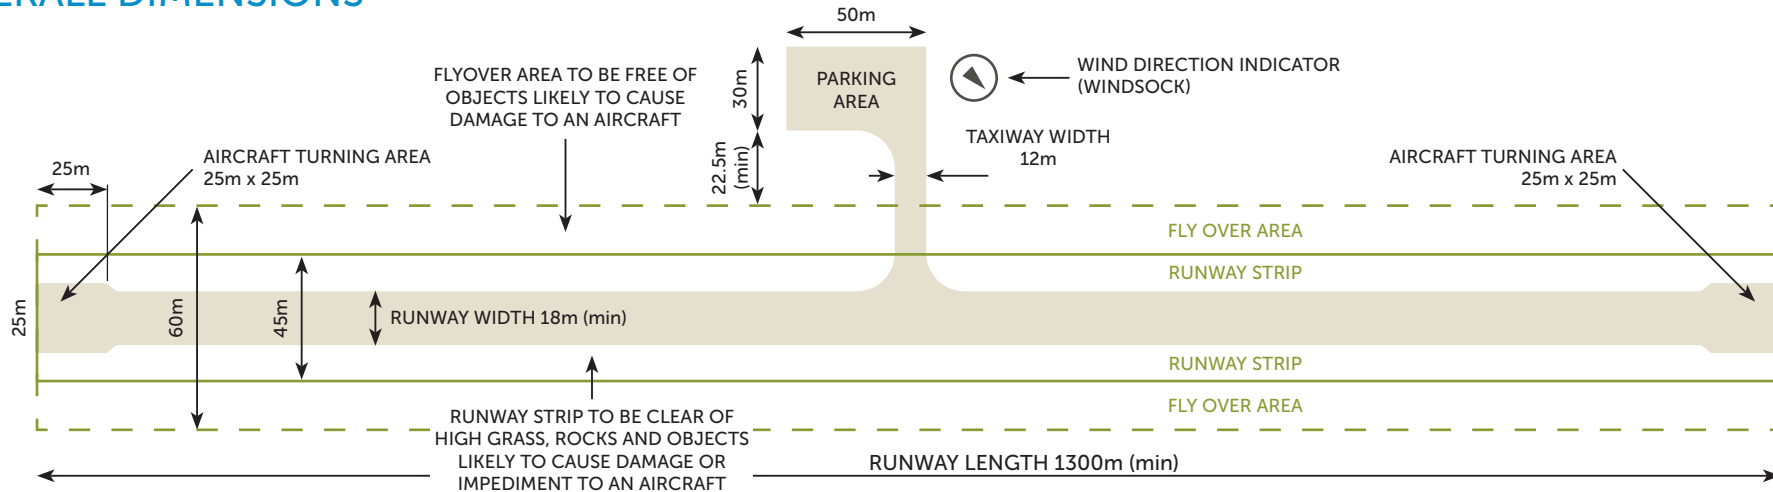 ERALL DIMENSIONS
50m
FLYOVER AREA TO BE FREE OF
OBJECTS LIKELY TO CAUSE
DAMAGE TO AN AIRCRAFT
30m
PARKING
AREA
WIND DIRECTION INDICATOR
(WINDSOCK)
25m
AIRCRAFT TURNING AREA
25m x 25m
22.5m
(min)
TAXIWAY WIDTH
12m
AIRCRAFT TURNING AREA
25m x 25m
FLY OVER AREA
RUNWAY STRIP
25m
60m
45m
RUNWAY WIDTH 18m (min)
RUNWAY STRIP
FLY OVER AREA
RUNWAY STRIP TO BE CLEAR OF
HIGH GRASS, ROCKS AND OBJECTS
LIKELY TO CAUSE DAMAGE OR
IMPEDIMENT TO AN AIRCRAFT
RUNWAY LENGTH 1300m (min)